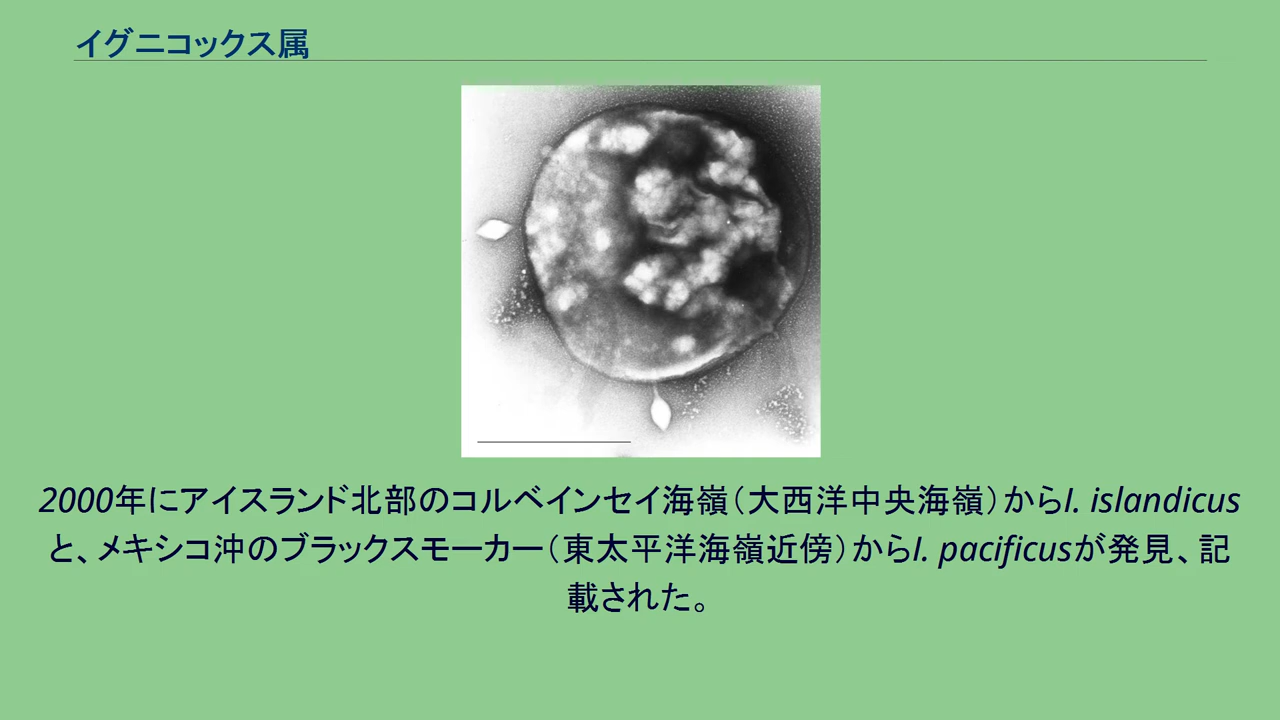 イグニコックス属
2000年にアイスランド北部のコルベインセイ海嶺（大西洋中央海嶺）からI. islandicus
と、メキシコ沖のブラックスモーカー（東太平洋海嶺近傍）からI. pacificusが発見、記
載された。